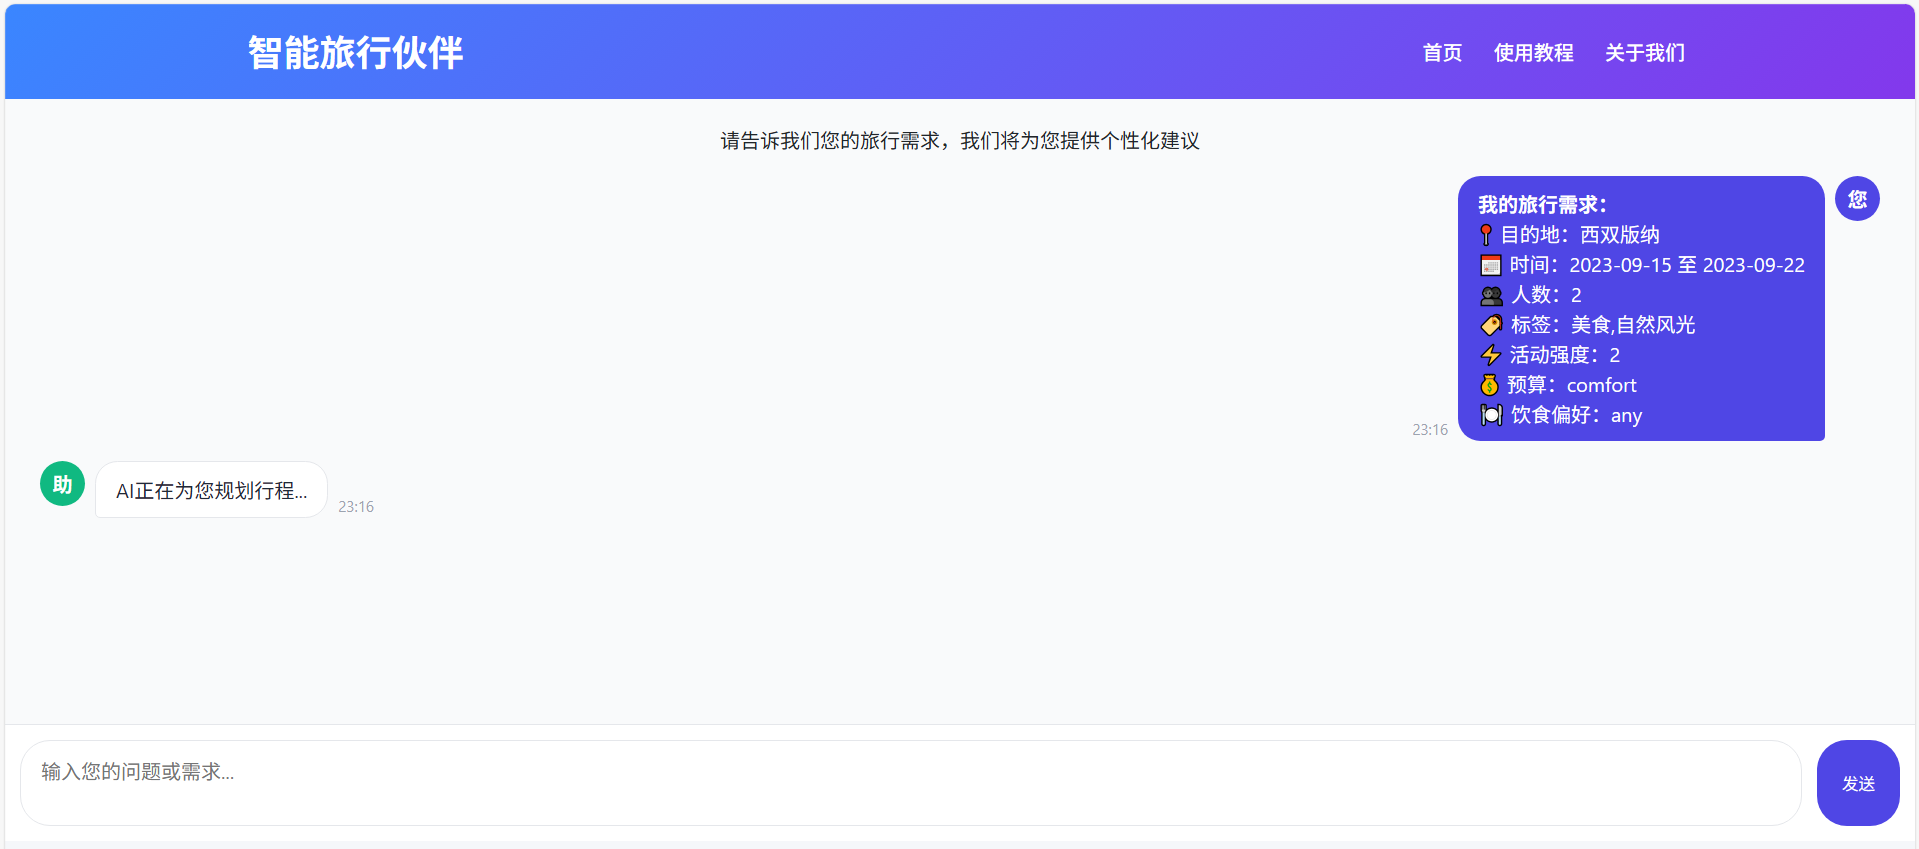 智能旅行伙伴
首页 使用教程 关于我们
请告诉我们您的旅行需求，我们将为您提供个性化建议
您
我的旅行需求：
📍 目的地：西双版纳
📅 时间：2023-09-15 至 2023-09-22
👥 人数：2
🏷️ 标签：美食,自然风光
⚡ 活动强度：2
💰 预算：comfort
🍽️ 饮食偏好：any
23:16
助
AI正在为您规划行程...
23:16
输入您的问题或需求...
发送